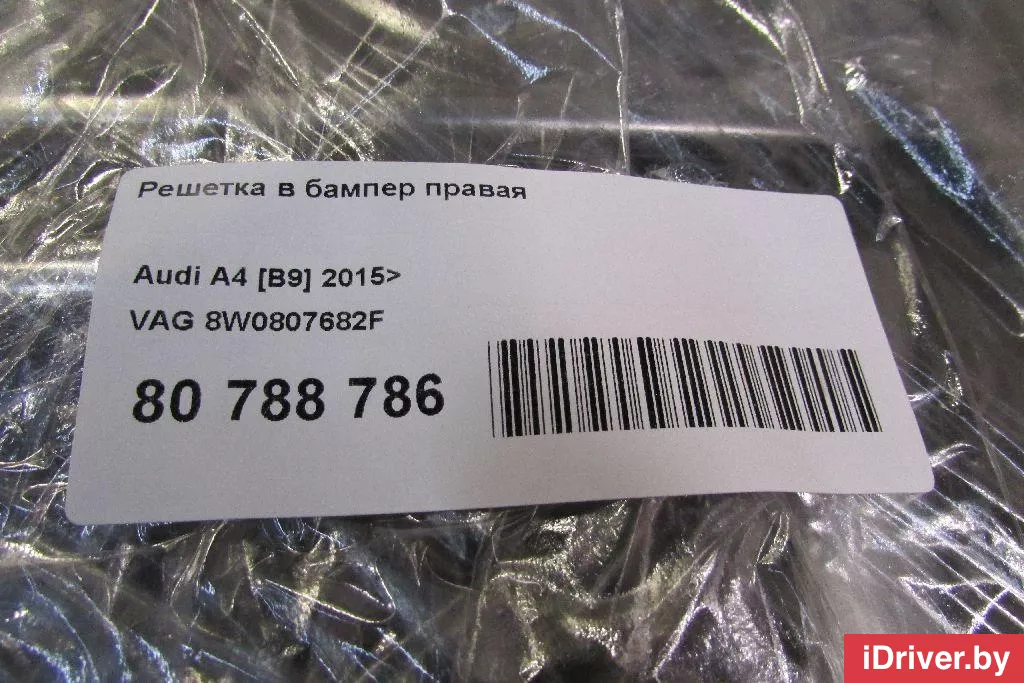 Решетка в бампер правая
Audi A4 [B9] 2015>
VAG 8W0807682F
80 788 786
iDriver.by